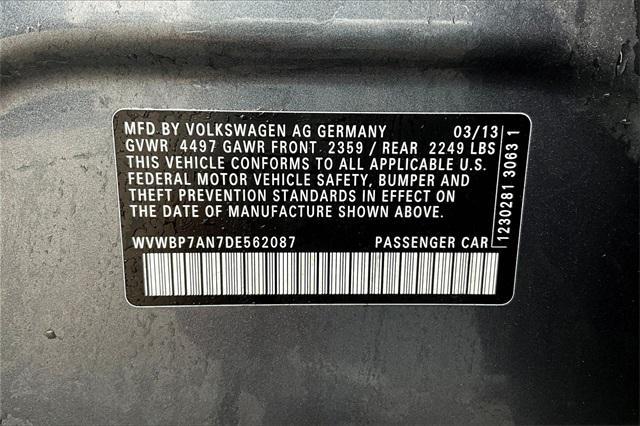 MFD BY VOLKSWAGEN AG GERMANY 03/13
GVWR 4497 GAWR FRONT 2359 / REAR 2249 LBS
THIS VEHICLE CONFORMS TO ALL APPLICABLE U.S.
FEDERAL MOTOR VEHICLE SAFETY, BUMPER AND
THEFT PREVENTION STANDARDS IN EFFECT ON
THE DATE OF MANUFACTURE SHOWN ABOVE.
WVWBP7AN7DE562087 PASSENGER CAR
1230281 30631